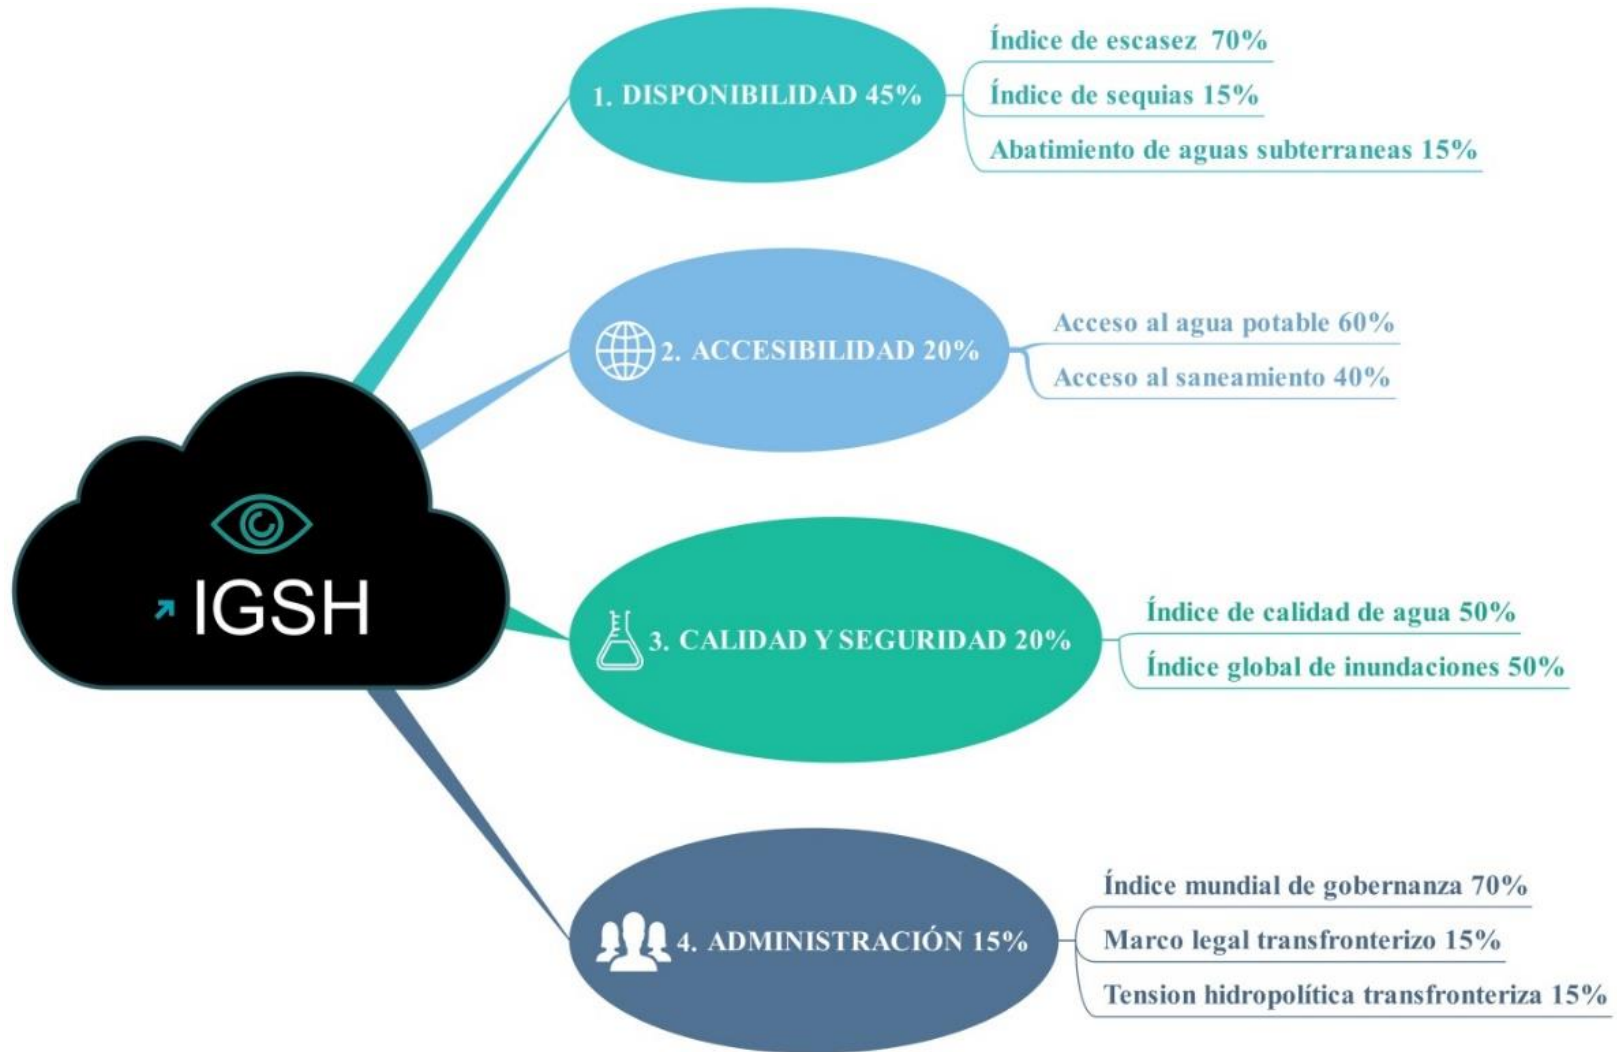 1. DISPONIBILIDAD 45%
Índice de escasez 70%
Índice de sequias 15%
Abatimiento de aguas subterraneas 15%
2. ACCESIBILIDAD 20%
Acceso al agua potable 60%
Acceso al saneamiento 40%
IGSH
3. CALIDAD Y SEGURIDAD 20%
Índice de calidad de agua 50%
Índice global de inundaciones 50%
4. ADMINISTRACIÓN 15%
Índice mundial de gobernanza 70%
Marco legal transfronterizo 15%
Tension hidropolítica transfronteriza 15%